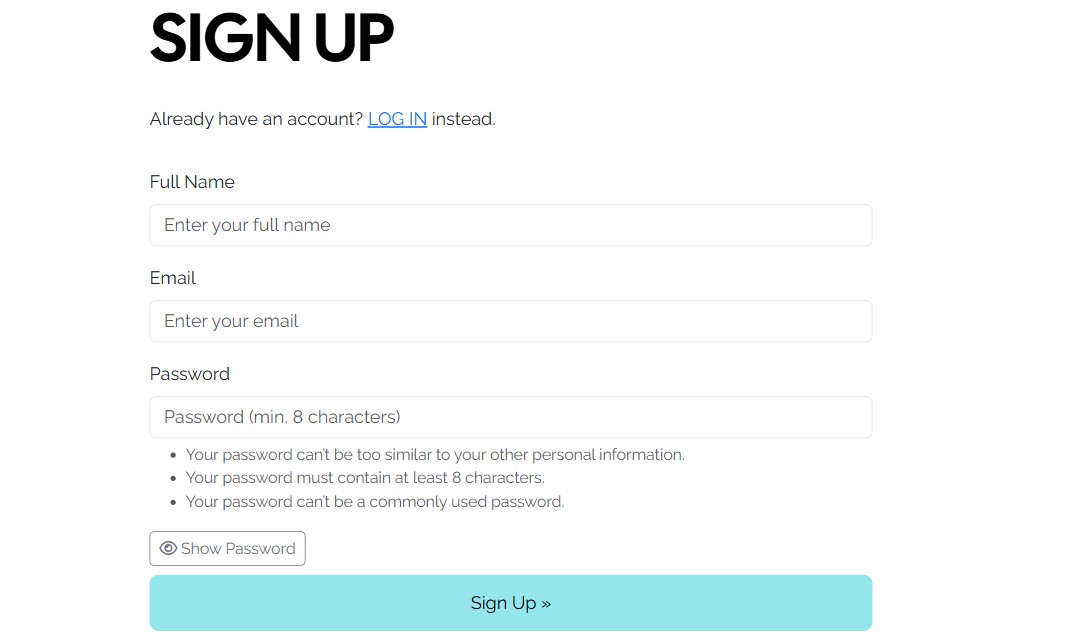 SIGN UP
Already have an account? LOG IN instead.
Full Name
Enter your full name
Email
Enter your email
Password
Password (min. 8 characters)
• Your password can't be too similar to your other personal information.
• Your password must contain at least 8 characters.
• Your password can't be a commonly used password.
Show Password
Sign Up »